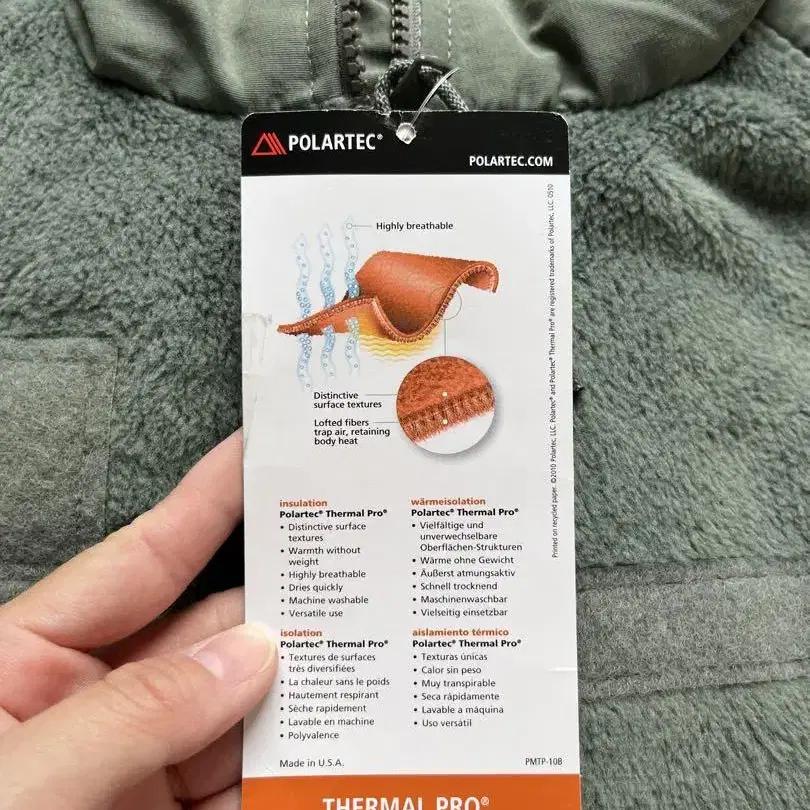 POLARTEC®
POLARTEC.COM
Highly breathable
Distinctive
surface textures
Lofted fibers
trap air, retaining
body heat
insulation
Polartec® Thermal Pro®
• Distinctive surface
textures
• Warmth without
weight
• Highly breathable
• Dries quickly
• Machine washable
• Versatile use
wärmeisolation
Polartec® Thermal Pro®
• Vielfältige und
unverwechselbare
Oberflächen-Strukturen
• Wärme ohne Gewicht
• Äußerst atmungsaktiv
• Schnell trocknend
• Maschinenwaschbar
• Vielseitig einsetzbar
isolation
Polartec® Thermal Pro®
• Textures de surfaces
très diversifiées
• La chaleur sans le poids
• Hautement respirant
• Sèche rapidement
• Lavable en machine
• Polyvalence
aislamiento térmico
Polartec® Thermal Pro®
• Texturas únicas
• Calor sin peso
• Muy transpirable
• Seca rápidamente
• Lavable a máquina
• Uso versátil
Printed on recycled paper. ©2010 Polartec, LLC. Polartec® and Polartec® Thermal Pro® are registered trademarks of Polartec, LLC. 0510
Made in U.S.A.
PMTP-10B
THERMAL PRO®